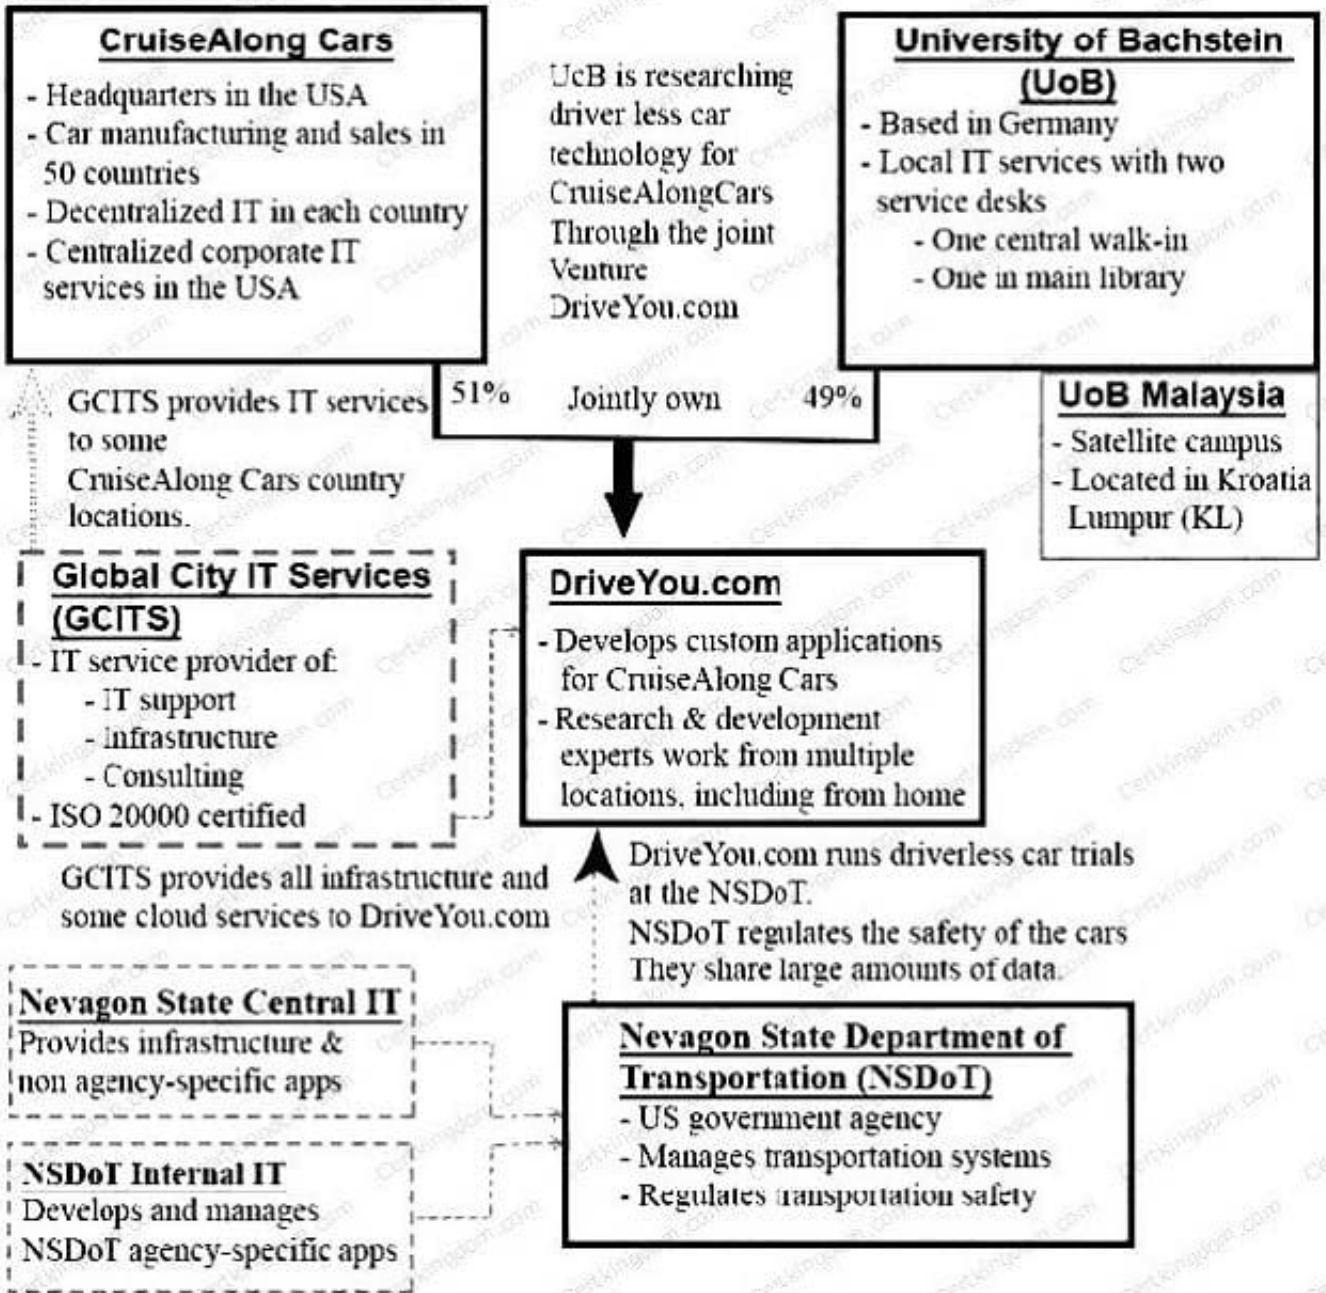 CruiseAlong Cars
- Headquarters in the USA
- Car manufacturing and sales in
50 countries
- Decentralized IT in each country
- Centralized corporate IT
services in the USA
UcB is researching
driver less car
technology for
CruiseAlongCars
Through the joint
Venture
DriveYou.com
University of Bachstein
(UoB)
- Based in Germany
- Local IT services with two
service desks
- One central walk-in
- One in main library
51% Jointly own 49%
UoB Malaysia
- Satellite campus
- Located in Kroatia
Lumpur (KL)
GCITS provides IT services
to some
CruiseAlong Cars country
locations.
Global City IT Services
(GCITS)
- IT service provider of:
- IT support
- Infrastructure
- Consulting
- ISO 20000 certified
DriveYou.com
- Develops custom applications
for CruiseAlong Cars
- Research & development
experts work from multiple
locations, including from home
GCITS provides all infrastructure and
some cloud services to DriveYou.com
DriveYou.com runs driverless car trials
at the NSDoT.
NSDoT regulates the safety of the cars
They share large amounts of data.
Nevagon State Central IT
Provides infrastructure &
non agency-specific apps
NSDoT Internal IT
Develops and manages
NSDoT agency-specific apps
Nevagon State Department of
Transportation (NSDoT)
- US government agency
- Manages transportation systems
- Regulates transportation safety
Certkingdom.com